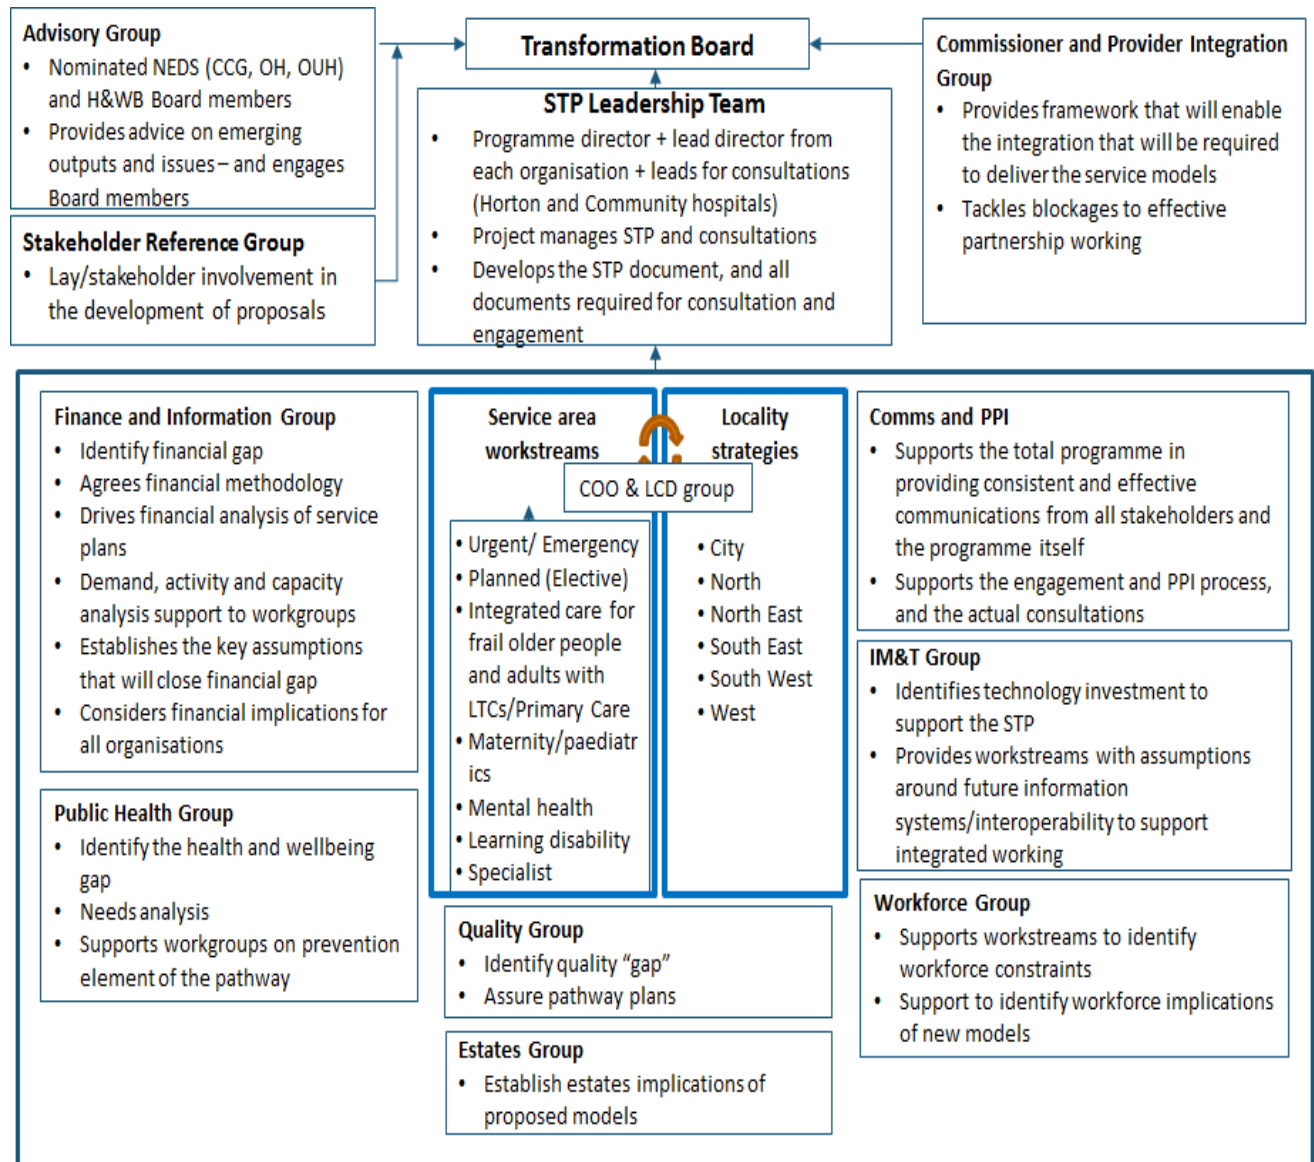 Advisory Group
• Nominated NEDS (CCG, OH, OUH)
and H&WB Board members
• Provides advice on emerging
outputs and issues – and engages
Board members
Stakeholder Reference Group
• Lay/stakeholder involvement in
the development of proposals
Transformation Board
STP Leadership Team
• Programme director + lead director from
each organisation + leads for consultations
(Horton and Community hospitals)
• Project manages STP and consultations
• Develops the STP document, and all
documents required for consultation and
engagement
Commissioner and Provider Integration
Group
• Provides framework that will enable
the integration that will be required
to deliver the service models
• Tackles blockages to effective
partnership working
Finance and Information Group
• Identify financial gap
• Agrees financial methodology
• Drives financial analysis of service
plans
• Demand, activity and capacity
analysis support to workgroups
• Establishes the key assumptions
that will close financial gap
• Considers financial implications for
all organisations
Public Health Group
• Identify the health and wellbeing
gap
• Needs analysis
• Supports workgroups on prevention
element of the pathway
Service area
workstreams
Locality
strategies
COO & LCD group
• Urgent/ Emergency
• Planned (Elective)
• Integrated care for
frail older people
and adults with
LTCs/Primary Care
• Maternity/paediatr
ics
• Mental health
• Learning disability
• Specialist
• City
• North
• North East
• South East
• South West
• West
Quality Group
• Identify quality “gap”
• Assure pathway plans
Estates Group
• Establish estates implications of
proposed models
Comms and PPI
• Supports the total programme in
providing consistent and effective
communications from all stakeholders and
the programme itself
• Supports the engagement and PPI process,
and the actual consultations
IM&T Group
• Identifies technology investment to
support the STP
• Provides workstreams with assumptions
around future information
systems/interoperability to support
integrated working
Workforce Group
• Supports workstreams to identify
workforce constraints
• Support to identify workforce implications
of new models